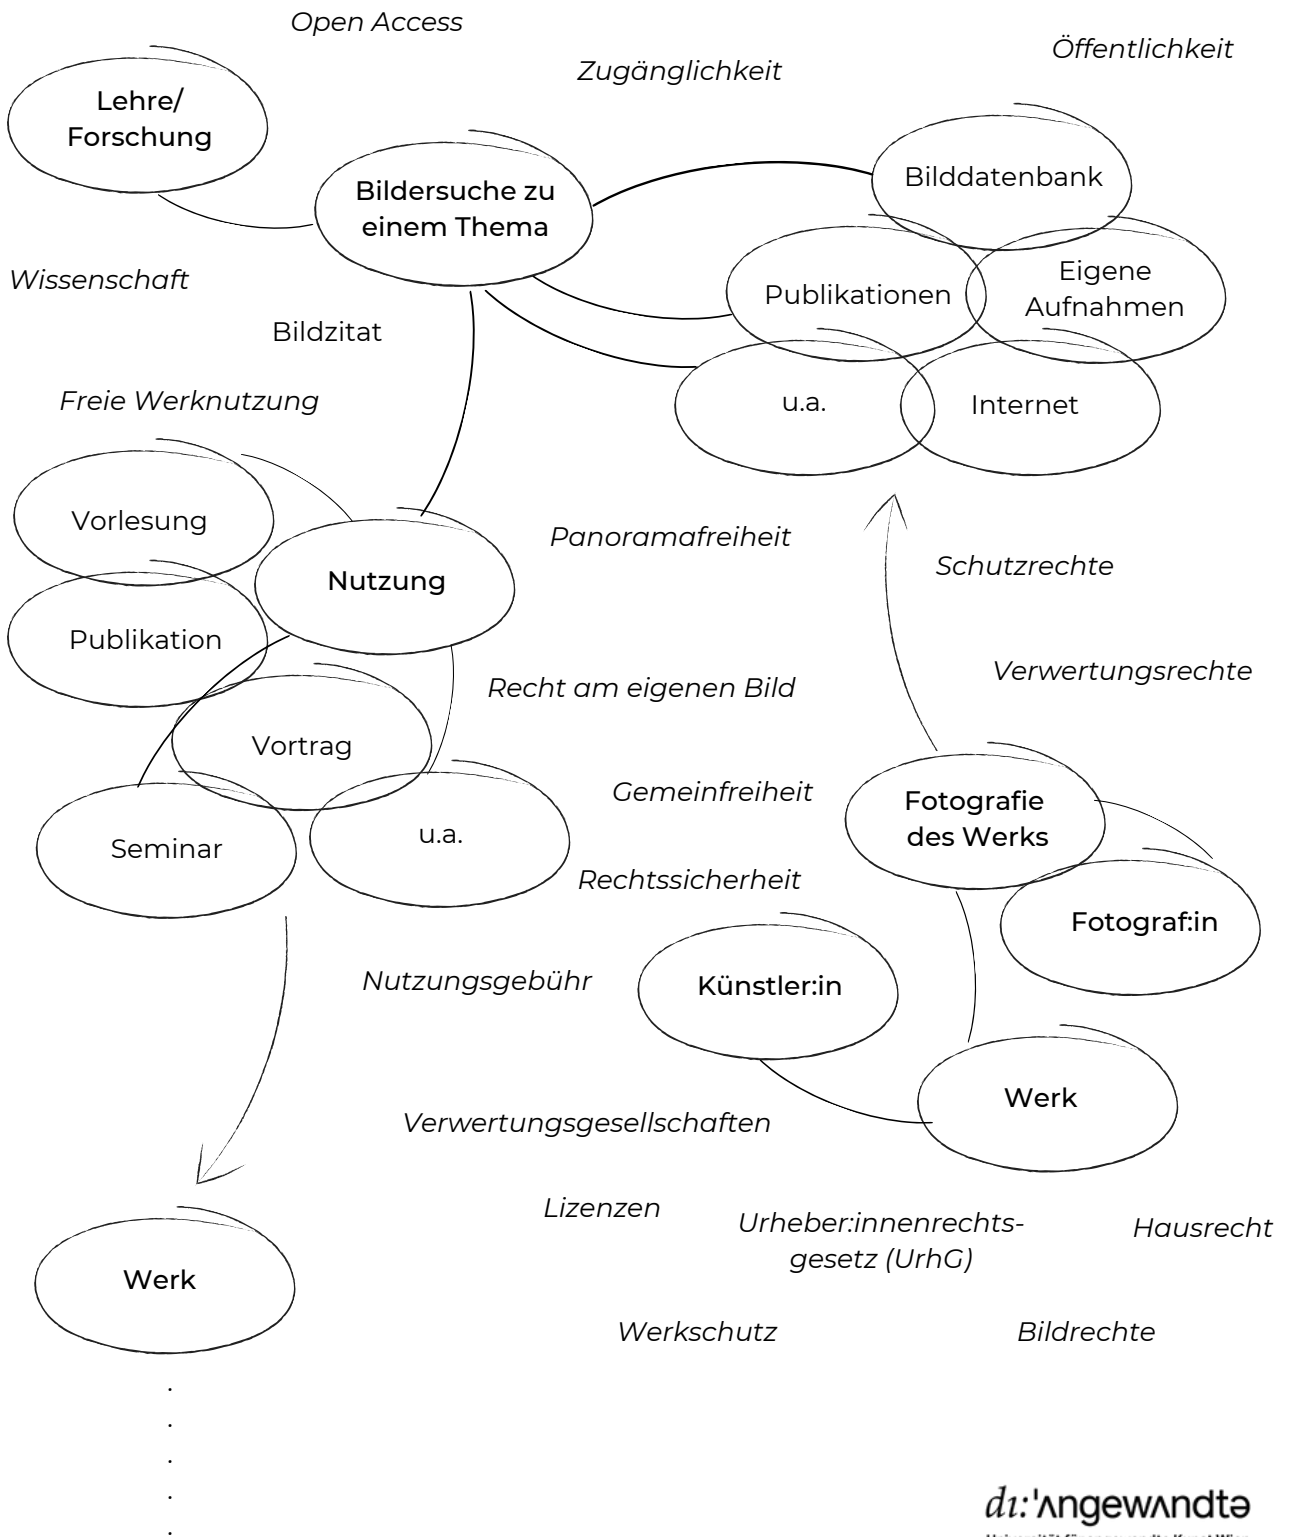 Open Access
Öffentlichkeit
Zugänglichkeit
Lehre/
Forschung
Bildersuche zu
einem Thema
Bilddatenbank
Eigene
Aufnahmen
Publikationen
Wissenschaft
Bildzitat
u.a.
Internet
Freie Werknutzung
Vorlesung
Nutzung
Panoramafreiheit
Schutzrechte
Publikation
Recht am eigenen Bild
Verwertungsrechte
Vortrag
Gemeinfreiheit
Fotografie
des Werks
Seminar
u.a.
Rechtssicherheit
Fotograf:in
Nutzungsgebühr
Künstler:in
Werk
Verwertungsgesellschaften
Lizenzen
Urheber:innenrechts-
gesetz (UrhG)
Hausrecht
Werk
Werkschutz
Bildrechte
dı:'ʌngewʌndtə